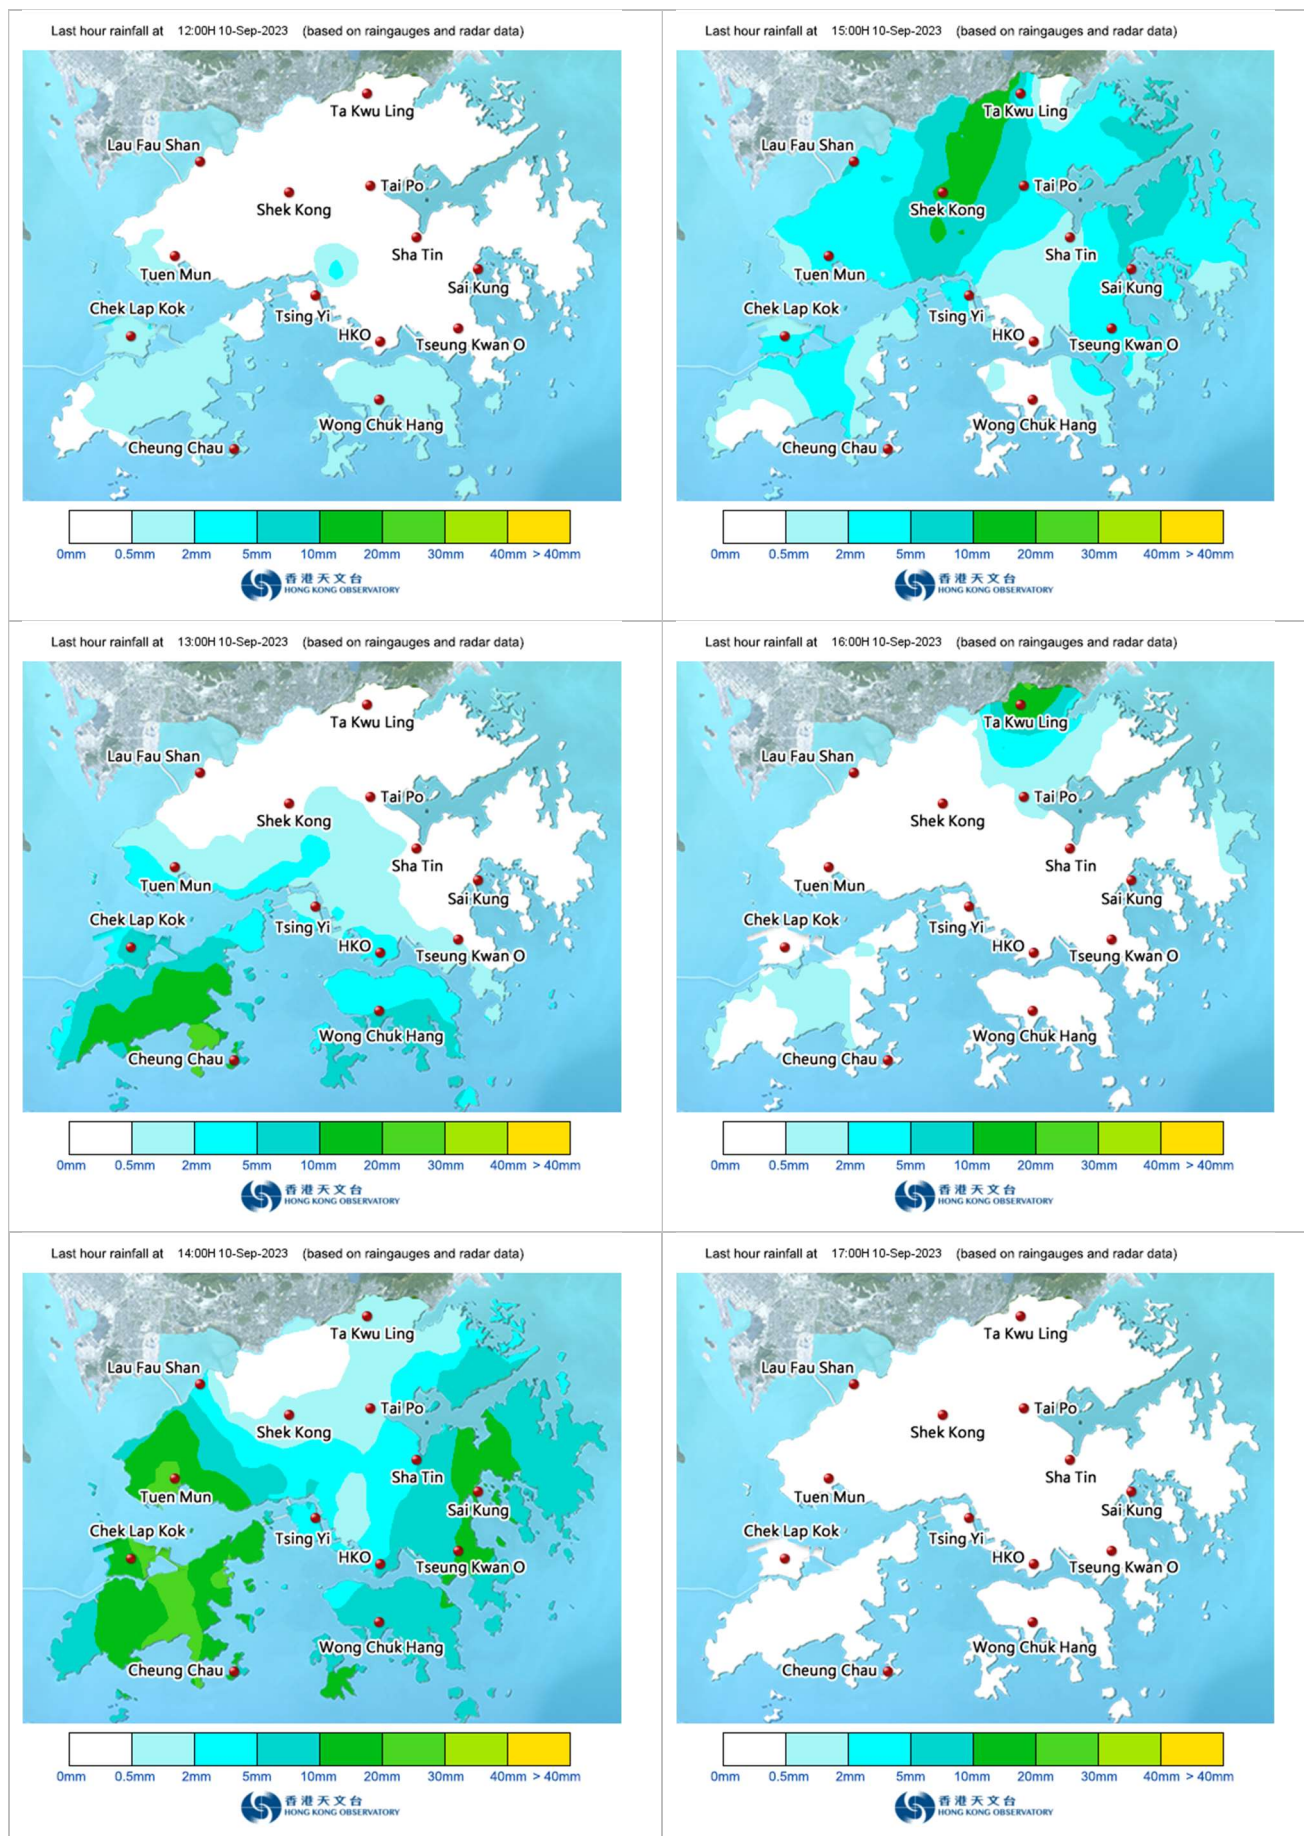 Last hour rainfall at 12:00H 10-Sep-2023 (based on raingauges and radar data)
Ta Kwu Ling
Lau Fau Shan
Tai Po
Shek Kong
Sha Tin
Tuen Mun
Sai Kung
Chek Lap Kok
Tsing Yi
HKO
Tseung Kwan O
Wong Chuk Hang
Cheung Chau
0mm 0.5mm 2mm 5mm 10mm 20mm 30mm 40mm > 40mm
香港天文台
HONG KONG OBSERVATORY
Last hour rainfall at 15:00H 10-Sep-2023 (based on raingauges and radar data)
Ta Kwu Ling
Lau Fau Shan
Tai Po
Shek Kong
Sha Tin
Tuen Mun
Sai Kung
Chek Lap Kok
Tsing Yi
HKO
Tseung Kwan O
Wong Chuk Hang
Cheung Chau
0mm 0.5mm 2mm 5mm 10mm 20mm 30mm 40mm > 40mm
香港天文台
HONG KONG OBSERVATORY
Last hour rainfall at 13:00H 10-Sep-2023 (based on raingauges and radar data)
Ta Kwu Ling
Lau Fau Shan
Tai Po
Shek Kong
Sha Tin
Tuen Mun
Sai Kung
Chek Lap Kok
Tsing Yi
HKO
Tseung Kwan O
Wong Chuk Hang
Cheung Chau
0mm 0.5mm 2mm 5mm 10mm 20mm 30mm 40mm > 40mm
香港天文台
HONG KONG OBSERVATORY
Last hour rainfall at 16:00H 10-Sep-2023 (based on raingauges and radar data)
Ta Kwu Ling
Lau Fau Shan
Tai Po
Shek Kong
Sha Tin
Tuen Mun
Sai Kung
Chek Lap Kok
Tsing Yi
HKO
Tseung Kwan O
Wong Chuk Hang
Cheung Chau
0mm 0.5mm 2mm 5mm 10mm 20mm 30mm 40mm > 40mm
香港天文台
HONG KONG OBSERVATORY
Last hour rainfall at 14:00H 10-Sep-2023 (based on raingauges and radar data)
Ta Kwu Ling
Lau Fau Shan
Tai Po
Shek Kong
Sha Tin
Tuen Mun
Sai Kung
Chek Lap Kok
Tsing Yi
HKO
Tseung Kwan O
Wong Chuk Hang
Cheung Chau
0mm 0.5mm 2mm 5mm 10mm 20mm 30mm 40mm > 40mm
香港天文台
HONG KONG OBSERVATORY
Last hour rainfall at 17:00H 10-Sep-2023 (based on raingauges and radar data)
Ta Kwu Ling
Lau Fau Shan
Tai Po
Shek Kong
Sha Tin
Tuen Mun
Sai Kung
Chek Lap Kok
Tsing Yi
HKO
Tseung Kwan O
Wong Chuk Hang
Cheung Chau
0mm 0.5mm 2mm 5mm 10mm 20mm 30mm 40mm > 40mm
香港天文台
HONG KONG OBSERVATORY